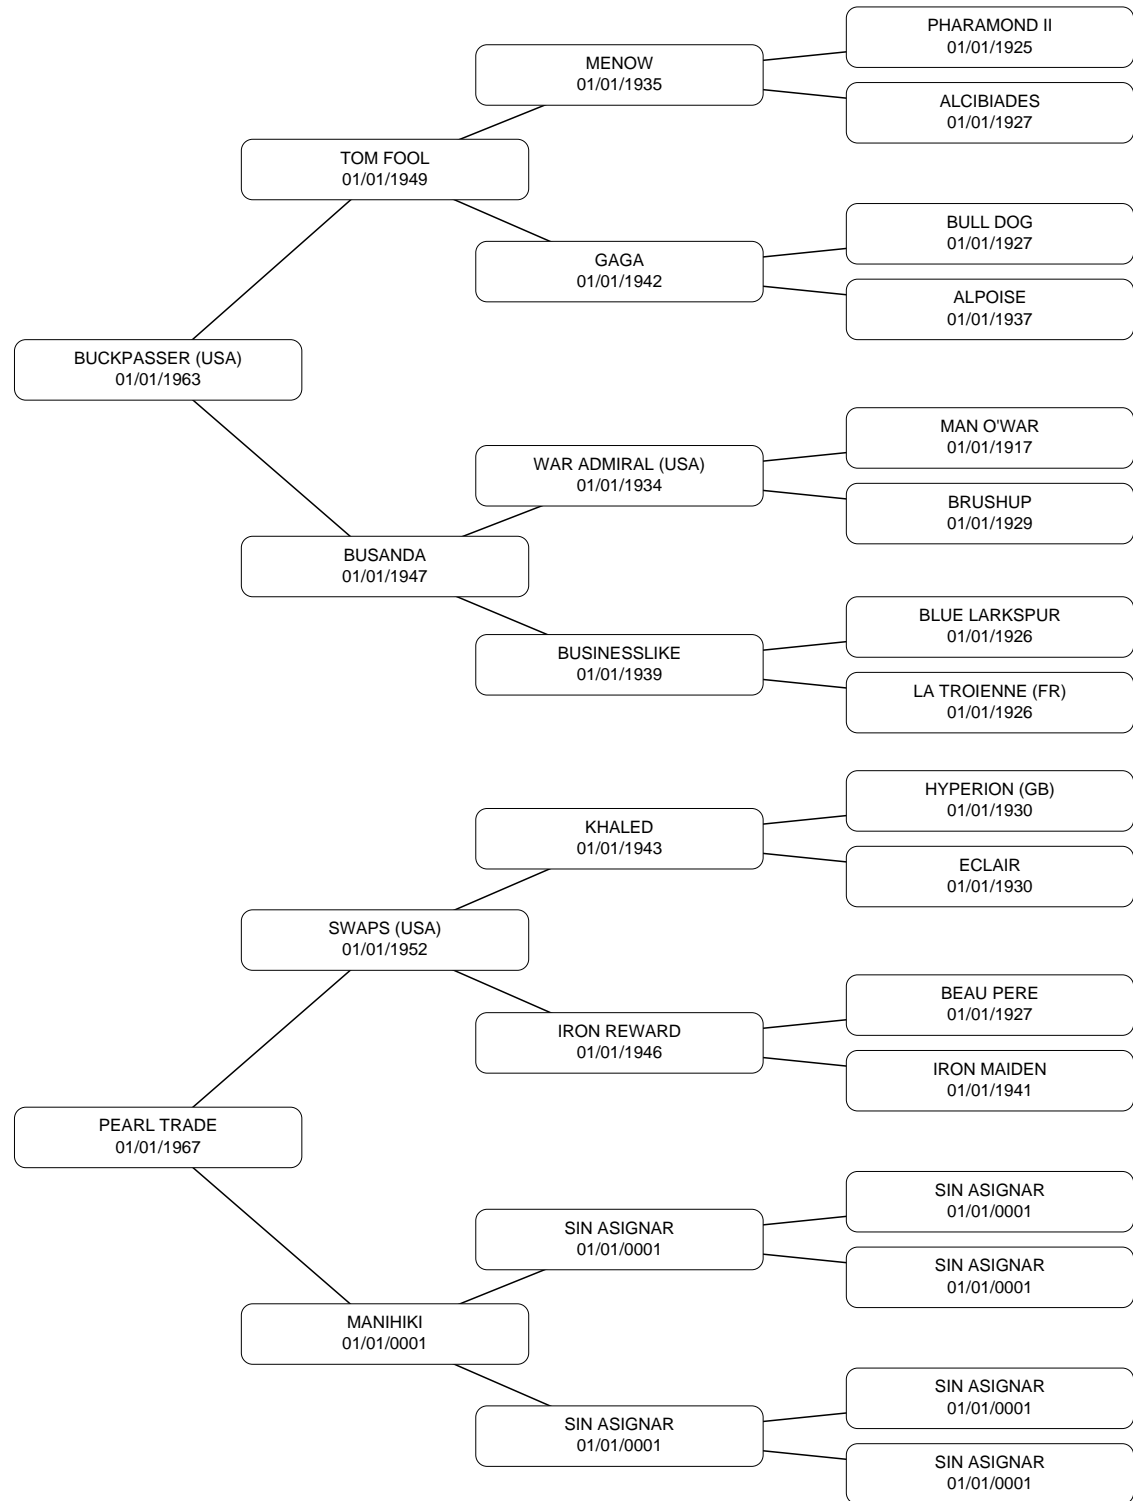 PHARAMOND II
01/01/1925
MENOW
01/01/1935
ALCIBIADES
01/01/1927
TOM FOOL
01/01/1949
BULL DOG
01/01/1927
GAGA
01/01/1942
ALPOISE
01/01/1937
BUCKPASSER (USA)
01/01/1963
MAN O'WAR
01/01/1917
WAR ADMIRAL (USA)
01/01/1934
BRUSHUP
01/01/1929
BUSANDA
01/01/1947
BLUE LARKSPUR
01/01/1926
BUSINESSLIKE
01/01/1939
LA TROIENNE (FR)
01/01/1926
HYPERION (GB)
01/01/1930
KHALED
01/01/1943
ECLAIR
01/01/1930
SWAPS (USA)
01/01/1952
BEAU PERE
01/01/1927
IRON REWARD
01/01/1946
IRON MAIDEN
01/01/1941
PEARL TRADE
01/01/1967
SIN ASIGNAR
01/01/0001
SIN ASIGNAR
01/01/0001
SIN ASIGNAR
01/01/0001
MANIHIKI
01/01/0001
SIN ASIGNAR
01/01/0001
SIN ASIGNAR
01/01/0001
SIN ASIGNAR
01/01/0001